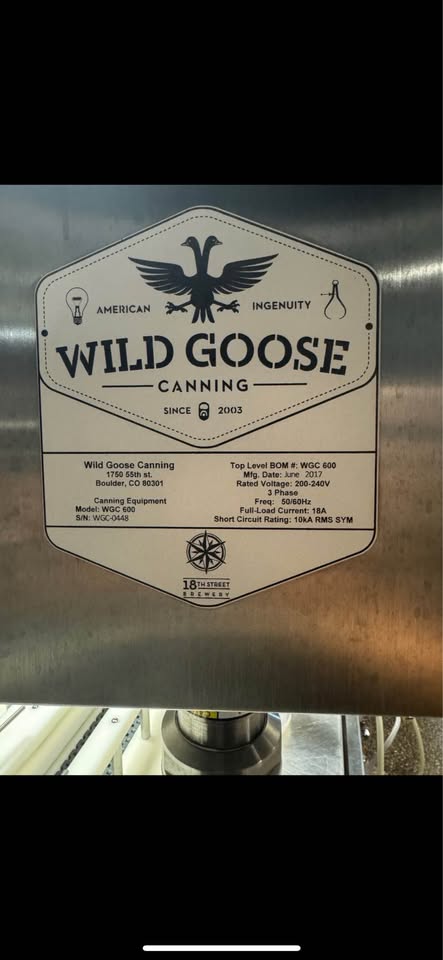 AMERICAN INGENUITY
WILD GOOSE
CANNING
SINCE 2003
Wild Goose Canning
1750 55th st.
Boulder, CO 80301
Canning Equipment
Model: WGC 600
S/N: WGC-0448
Top Level BOM #: WGC 600
Mfg. Date: June 2017
Rated Voltage: 200-240V
3 Phase
Freq: 50/60Hz
Full-Load Current: 18A
Short Circuit Rating: 10kA RMS SYM
18TH STREET
BREWERY